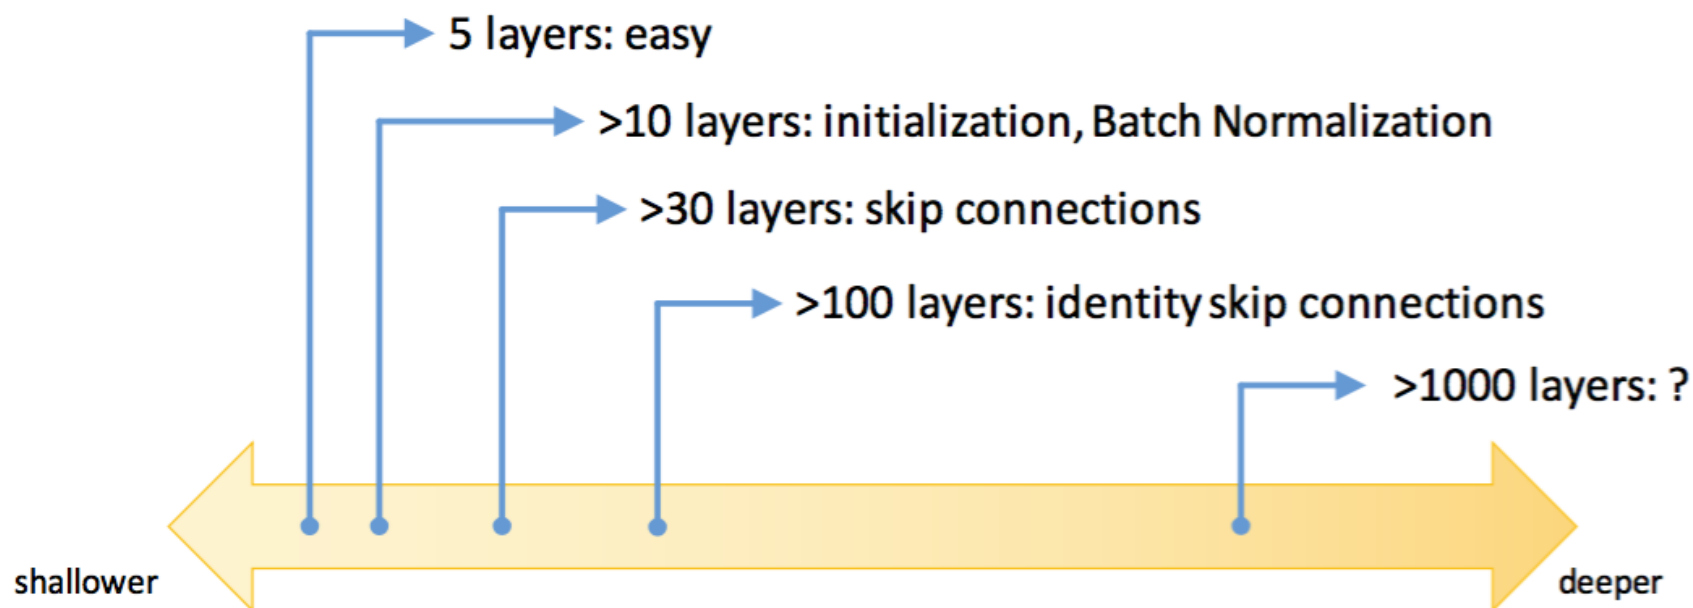 5 layers: easy
>10 layers: initialization, Batch Normalization
>30 layers: skip connections
>100 layers: identity skip connections
>1000 layers: ?
shallower
deeper